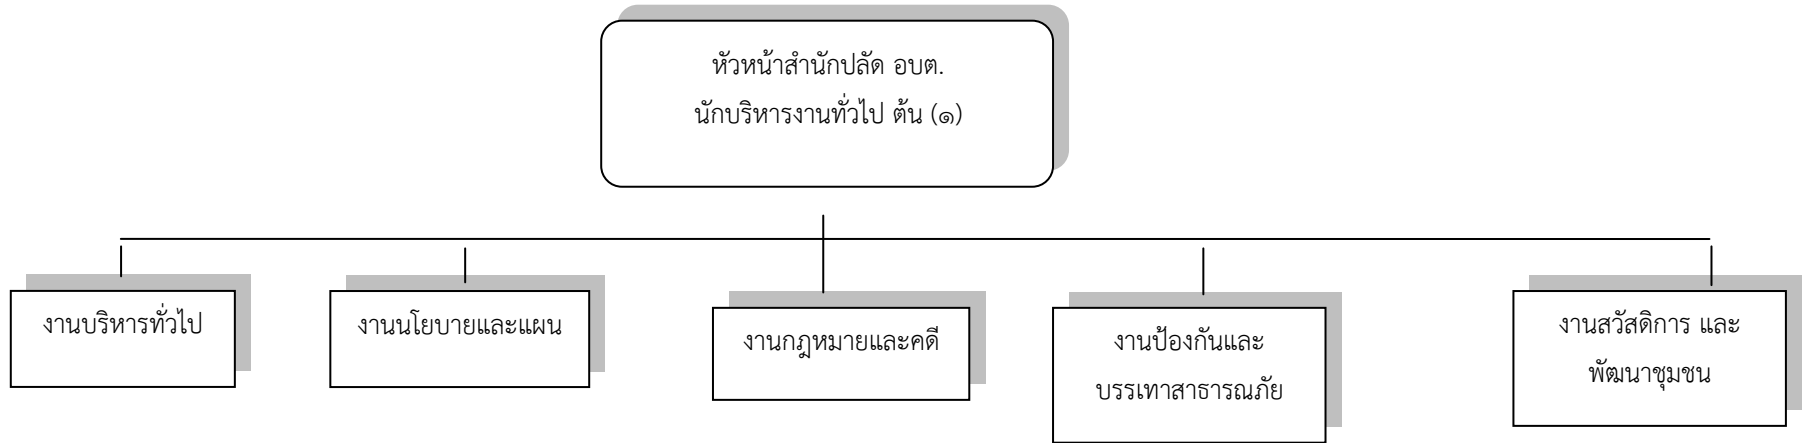 หัวหน้าสำนักปลัด อบต.
นักบริหารงานทั่วไป ต้น (๑)
งานบริหารทั่วไป
งานนโยบายและแผน
งานกฎหมายและคดี
งานป้องกันและ
บรรเทาสาธารณภัย
งานสวัสดิการ และ
พัฒนาชุมชน